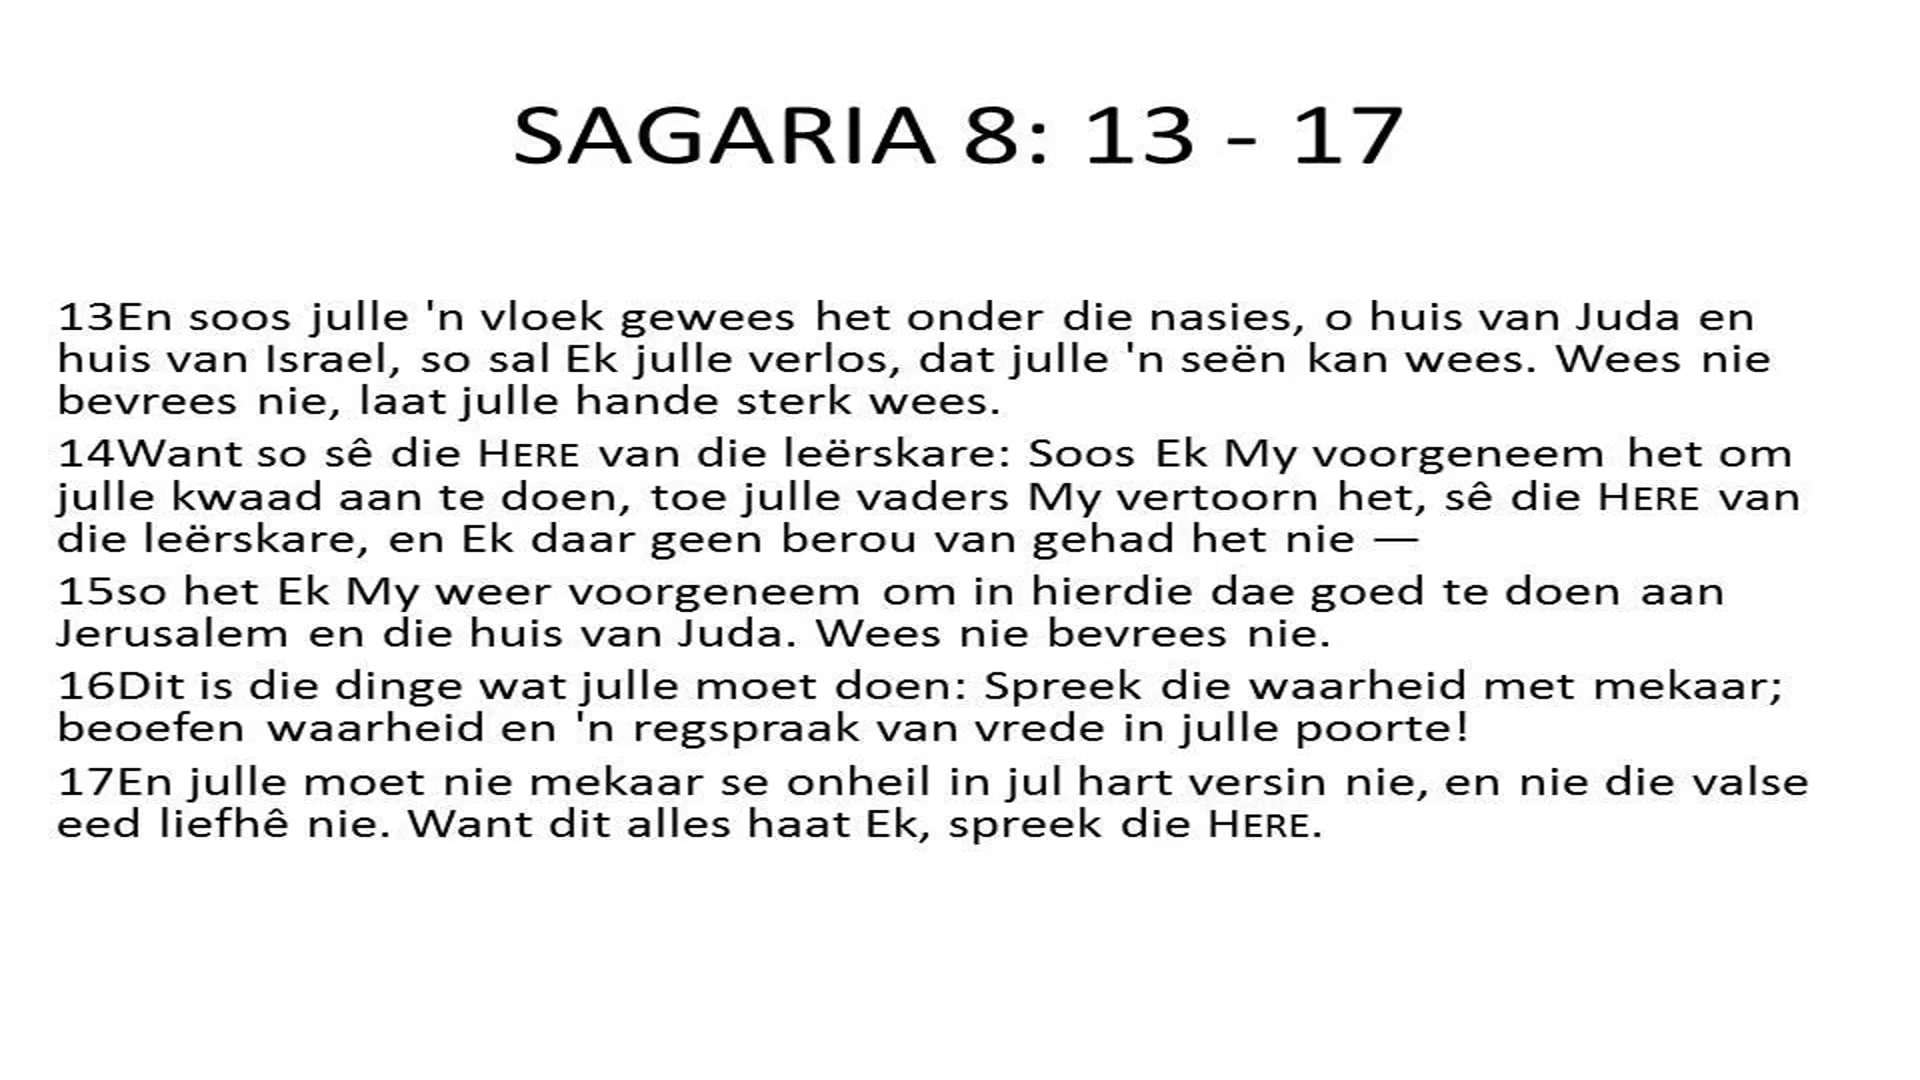 SAGARIA 8: 13 - 17
13En soos julle 'n vloek gewees het onder die nasies, o huis van Juda en
huis van Israel, so sal Ek julle verlos, dat julle 'n seën kan wees. Wees nie
bevrees nie, laat julle hande sterk wees.
14Want so sê die HERE van die leërskare: Soos Ek My voorgeneem het om
julle kwaad aan te doen, toe julle vaders My vertoorn het, sê die HERE van
die leërskare, en Ek daar geen berou van gehad het nie —
15so het Ek My weer voorgeneem om in hierdie dae goed te doen aan
Jerusalem en die huis van Juda. Wees nie bevrees nie.
16Dit is die dinge wat julle moet doen: Spreek die waarheid met mekaar;
beoefen waarheid en 'n regspraak van vrede in julle poorte!
17En julle moet nie mekaar se onheil in jul hart versin nie, en nie die valse
eed liefhê nie. Want dit alles haat Ek, spreek die HERE.